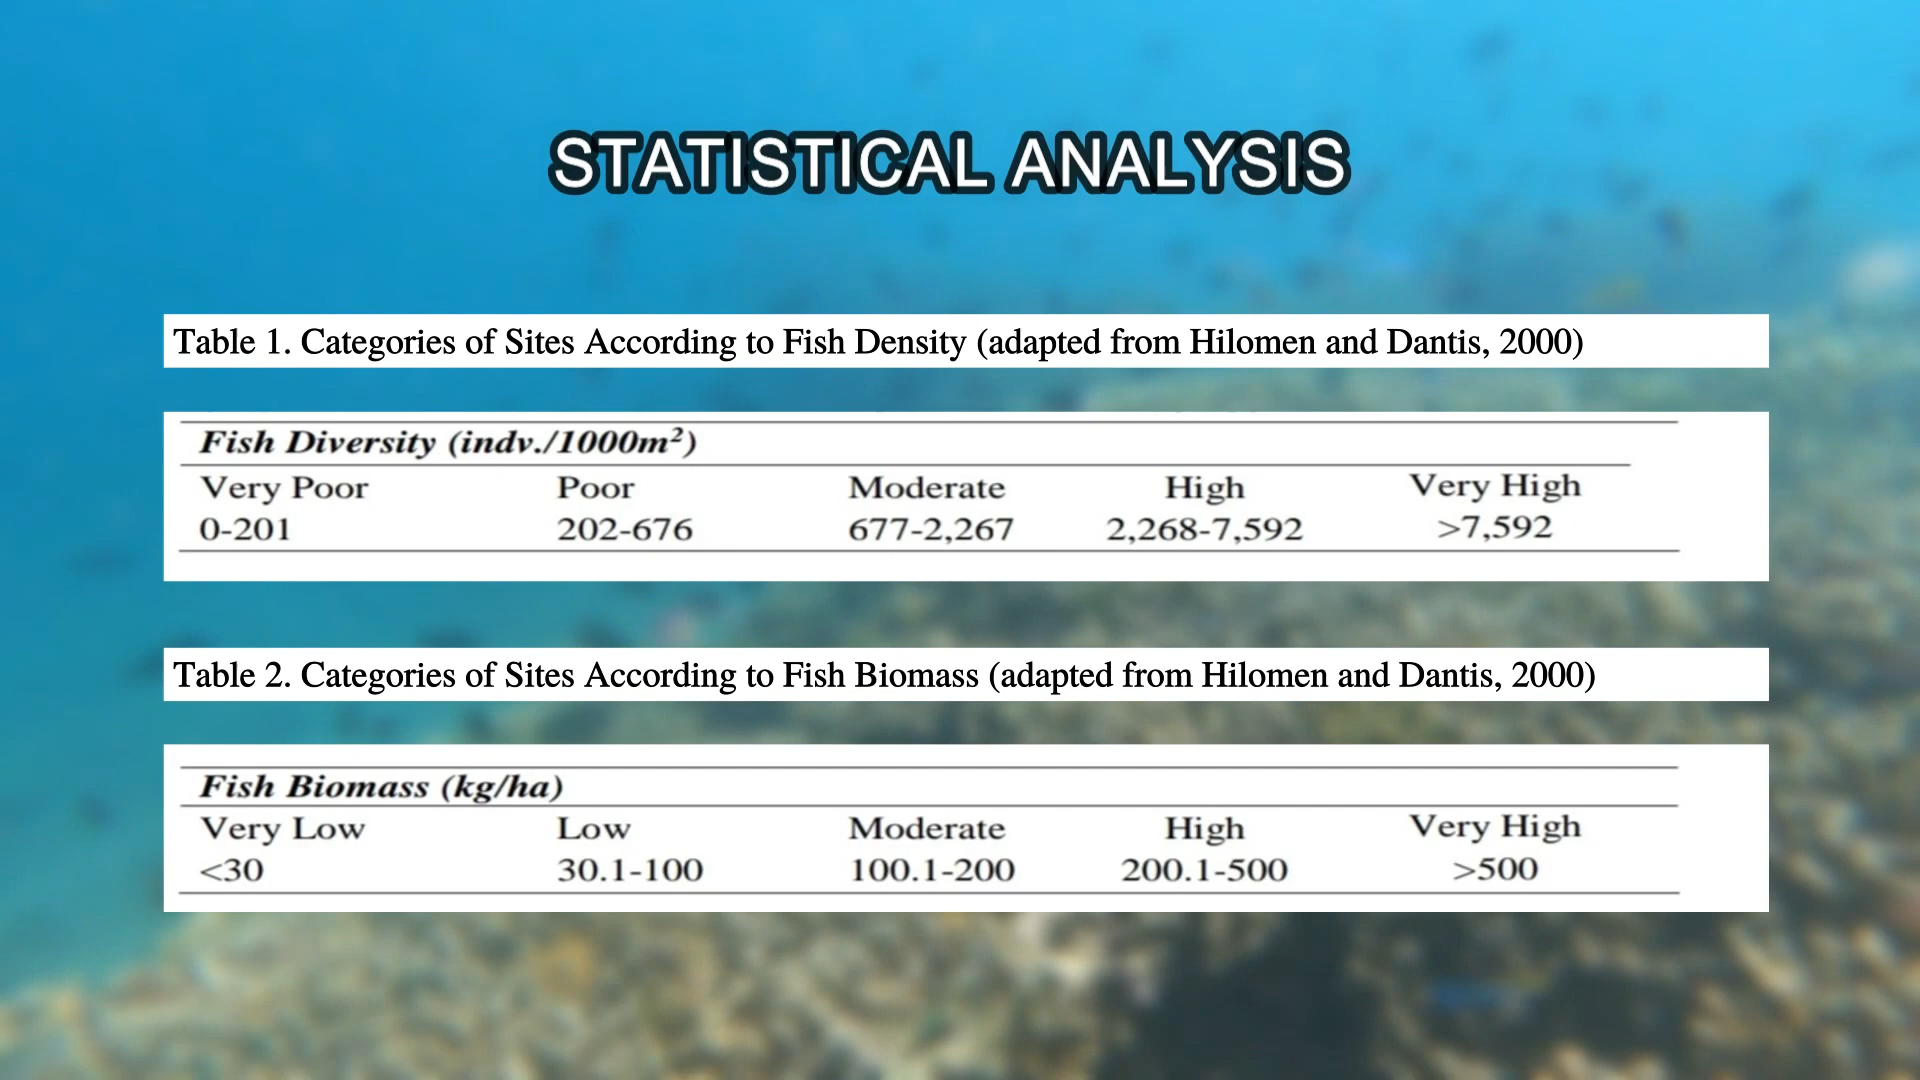 STATISTICAL ANALYSIS
Table 1. Categories of Sites According to Fish Density (adapted from Hilomen and Dantis, 2000)
Fish Diversity (indv./1000m²)
Very Poor Poor Moderate High Very High
0-201 202-676 677-2,267 2,268-7,592 >7,592
Table 2. Categories of Sites According to Fish Biomass (adapted from Hilomen and Dantis, 2000)
Fish Biomass (kg/ha)
Very Low Low Moderate High Very High
<30 30.1-100 100.1-200 200.1-500 >500